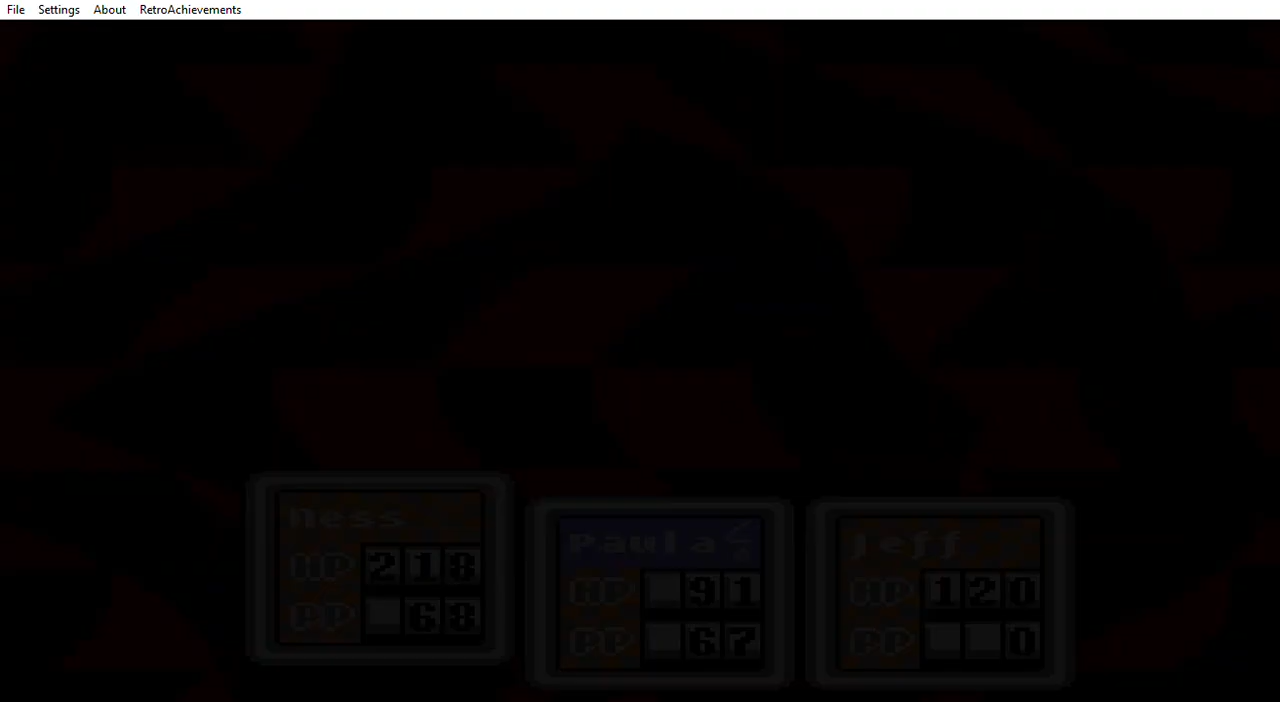 File Settings About RetroAchievements
Ness
HP 218
PP 68
Paula
HP 91
PP 67
Jeff
HP 120
PP 0